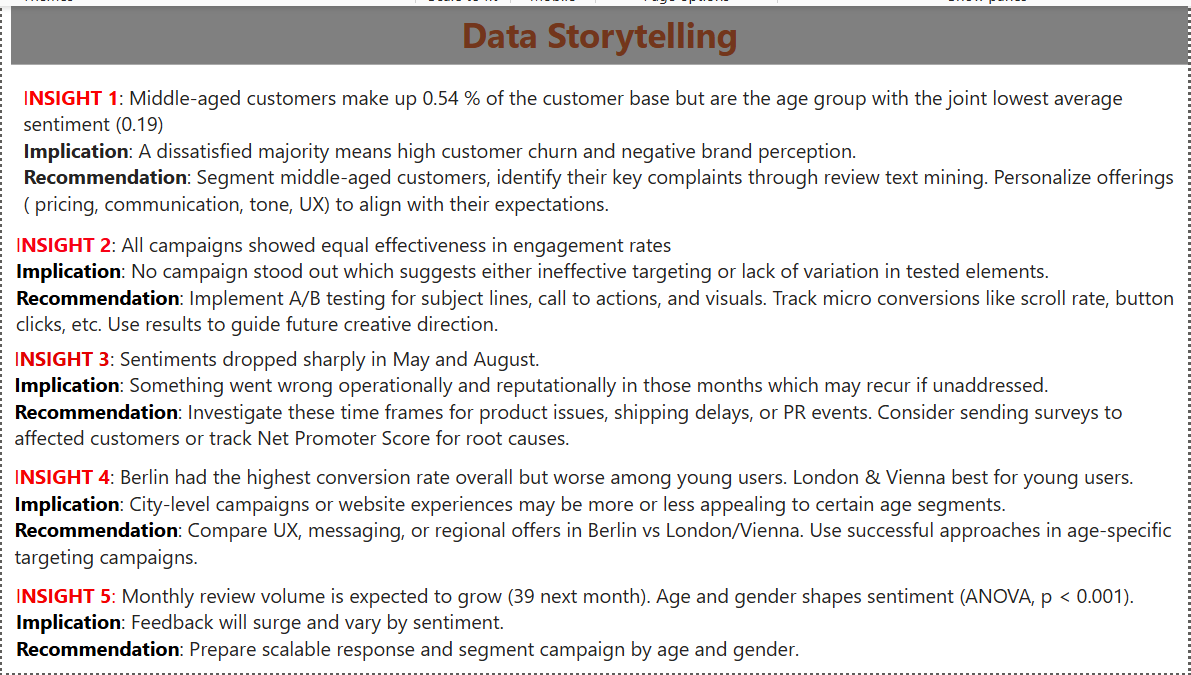 Data Storytelling
INSIGHT 1: Middle-aged customers make up 0.54 % of the customer base but are the age group with the joint lowest average
sentiment (0.19)
Implication: A dissatisfied majority means high customer churn and negative brand perception.
Recommendation: Segment middle-aged customers, identify their key complaints through review text mining. Personalize offerings
( pricing, communication, tone, UX) to align with their expectations.
INSIGHT 2: All campaigns showed equal effectiveness in engagement rates
Implication: No campaign stood out which suggests either ineffective targeting or lack of variation in tested elements.
Recommendation: Implement A/B testing for subject lines, call to actions, and visuals. Track micro conversions like scroll rate, button
clicks, etc. Use results to guide future creative direction.
INSIGHT 3: Sentiments dropped sharply in May and August.
Implication: Something went wrong operationally and reputationally in those months which may recur if unaddressed.
Recommendation: Investigate these time frames for product issues, shipping delays, or PR events. Consider sending surveys to
affected customers or track Net Promoter Score for root causes.
INSIGHT 4: Berlin had the highest conversion rate overall but worse among young users. London & Vienna best for young users.
Implication: City-level campaigns or website experiences may be more or less appealing to certain age segments.
Recommendation: Compare UX, messaging, or regional offers in Berlin vs London/Vienna. Use successful approaches in age-specific
targeting campaigns.
INSIGHT 5: Monthly review volume is expected to grow (39 next month). Age and gender shapes sentiment (ANOVA, p < 0.001).
Implication: Feedback will surge and vary by sentiment.
Recommendation: Prepare scalable response and segment campaign by age and gender.